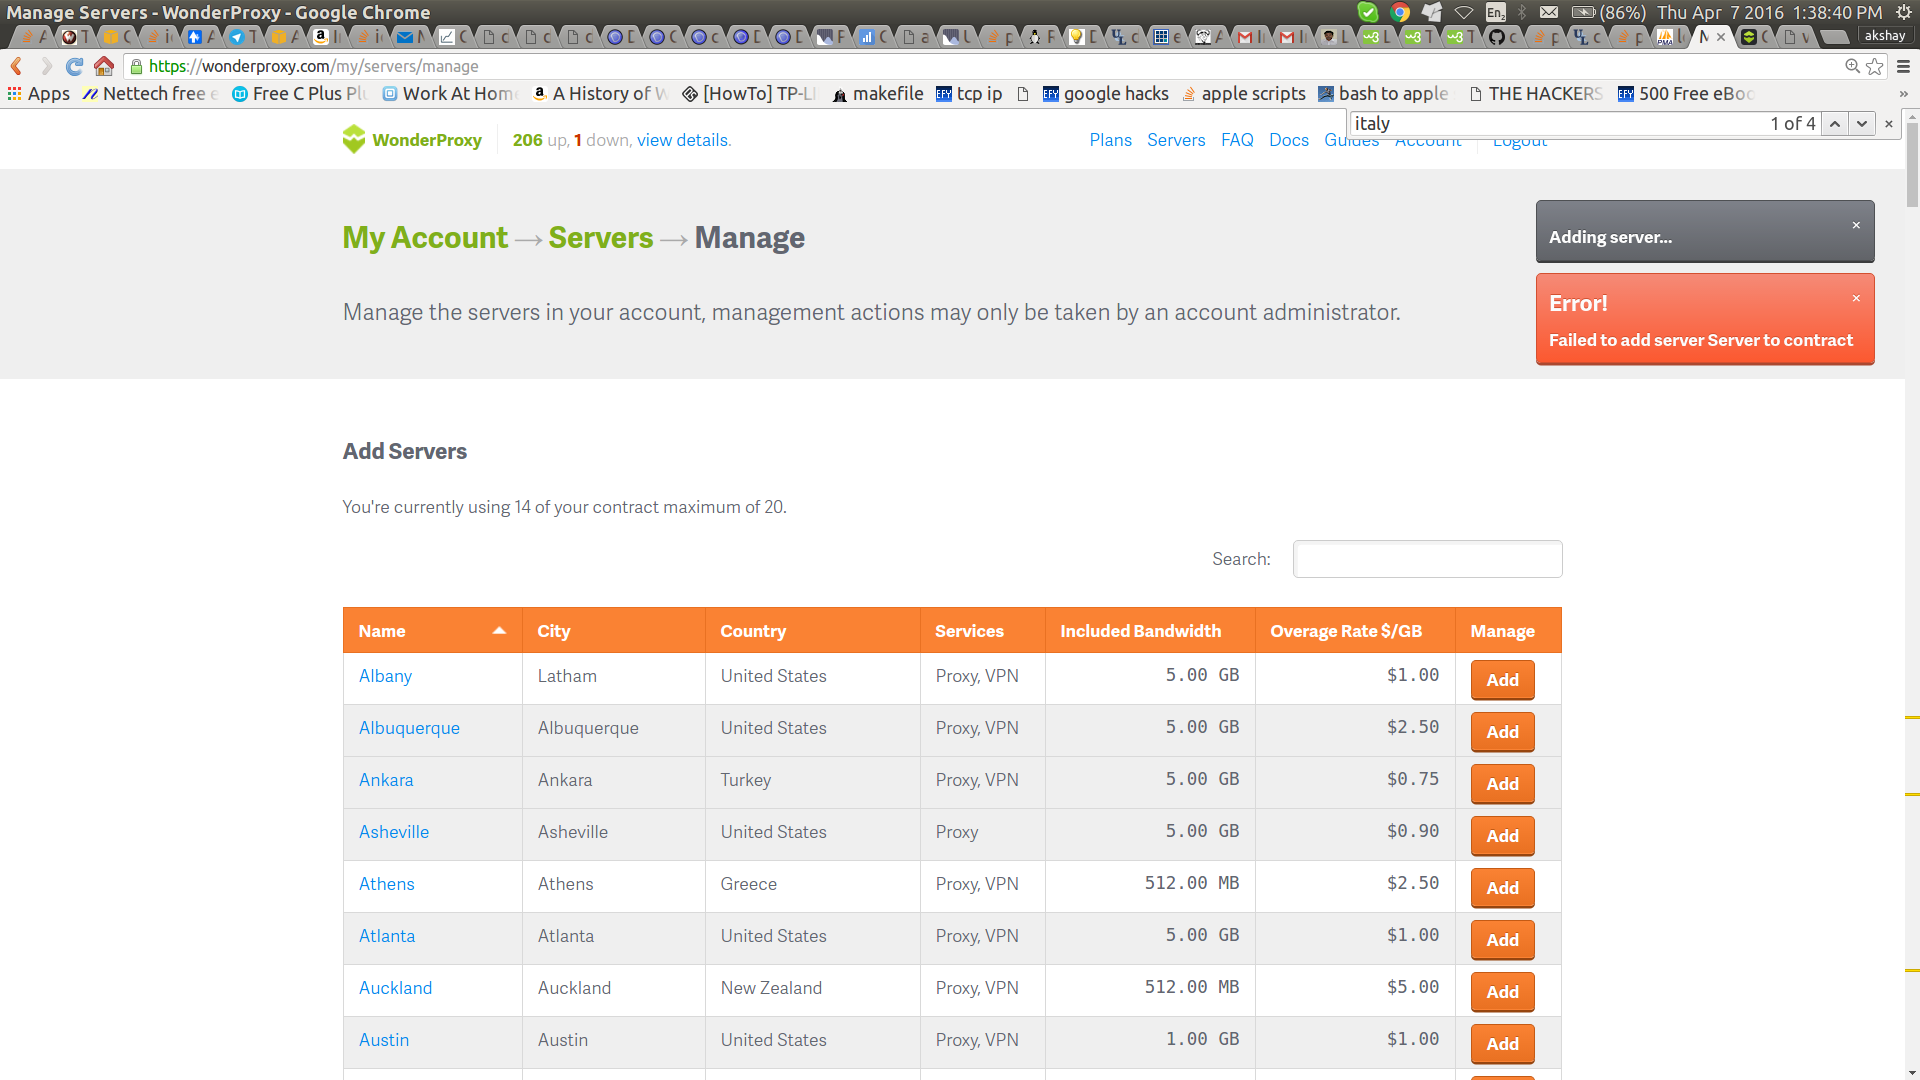 Manage Servers - WonderProxy - Google Chrome
En2 (86%) Thu Apr 7 2016 1:38:40 PM
akshay
https://wonderproxy.com/my/servers/manage
Apps Nettech free Free C Plus Work At Home A History of [HowTo] TP-LI makefile tcp ip google hacks apple scripts bash to apple THE HACKERS 500 Free eBoo »
italy 1 of 4
WonderProxy 206 up, 1 down, view details. Plans Servers FAQ Docs Guides Account Logout
My Account → Servers → Manage
Adding server...
Error!
Failed to add server Server to contract
Manage the servers in your account, management actions may only be taken by an account administrator.
Add Servers
You're currently using 14 of your contract maximum of 20.
Search:
Name City Country Services Included Bandwidth Overage Rate $/GB Manage
Albany Latham United States Proxy, VPN 5.00 GB $1.00 Add
Albuquerque Albuquerque United States Proxy, VPN 5.00 GB $2.50 Add
Ankara Ankara Turkey Proxy, VPN 5.00 GB $0.75 Add
Asheville Asheville United States Proxy 5.00 GB $0.90 Add
Athens Athens Greece Proxy, VPN 512.00 MB $2.50 Add
Atlanta Atlanta United States Proxy, VPN 5.00 GB $1.00 Add
Auckland Auckland New Zealand Proxy, VPN 512.00 MB $5.00 Add
Austin Austin United States Proxy, VPN 1.00 GB $1.00 Add